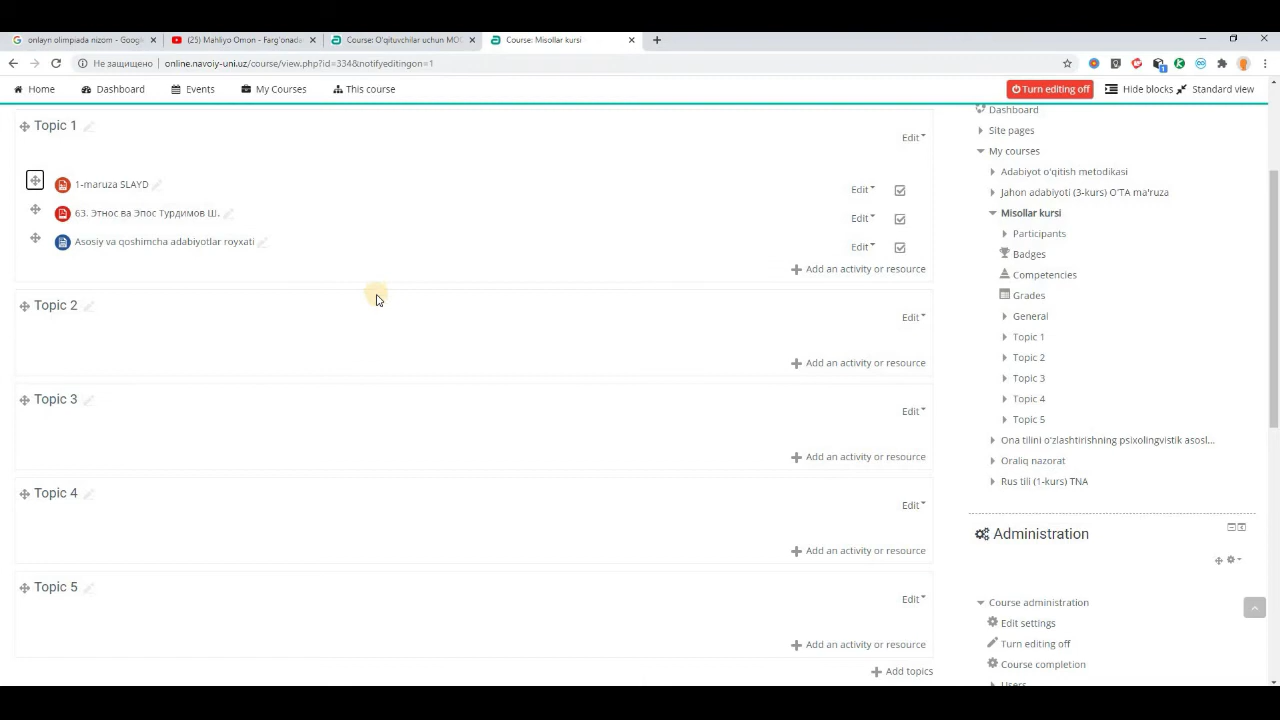 onlayn olimpiada nizom - Googl
(25) Mahliyo Omon - Farg'onada
Course: O'qituvchilar uchun MOO
Course: Misollar kursi
Не защищено
online.navoiy-uni.uz/course/view.php?id=334&notifyeditingon=1
Home
Dashboard
Events
My Courses
This course
Turn editing off
Hide blocks
Standard view
Topic 1
Edit
1-maruza SLAYD
Edit
63. Этнос ва Эпос Турдимов Ш.
Edit
Asosiy va qoshimcha adabiyotlar royxati
Edit
Add an activity or resource
Topic 2
Edit
Add an activity or resource
Topic 3
Edit
Add an activity or resource
Topic 4
Edit
Add an activity or resource
Topic 5
Edit
Add an activity or resource
Add topics
Dashboard
Site pages
My courses
Adabiyot o'qitish metodikasi
Jahon adabiyoti (3-kurs) O'TA ma'ruza
Misollar kursi
Participants
Badges
Competencies
Grades
General
Topic 1
Topic 2
Topic 3
Topic 4
Topic 5
Ona tilini o'zlashtirishning psixolingvistik asosl...
Oraliq nazorat
Rus tili (1-kurs) TNA
Administration
Course administration
Edit settings
Turn editing off
Course completion
Users